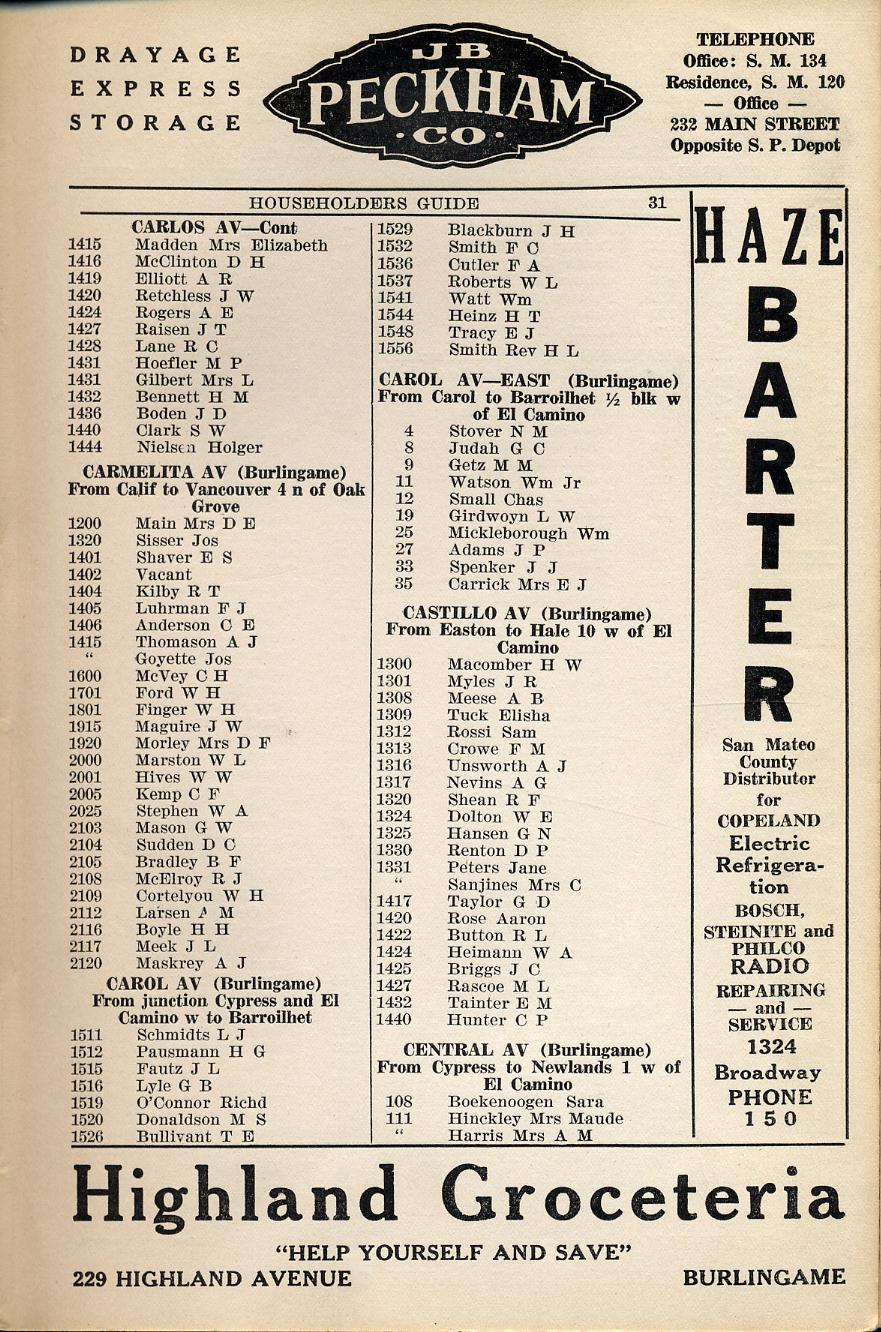 DRAYAGE
EXPRESS
STORAGE
J B
PECKHAM
·CO·
TELEPHONE
Office: S. M. 134
Residence, S. M. 120
— Office —
232 MAIN STREET
Opposite S. P. Depot
HOUSEHOLDERS GUIDE 31
CARLOS AV—Cont
1415 Madden Mrs Elizabeth
1416 McClinton D H
1419 Elliott A R
1420 Retchless J W
1424 Rogers A E
1427 Raisen J T
1428 Lane R C
1431 Hoefler M P
1431 Gilbert Mrs L
1432 Bennett H M
1436 Boden J D
1440 Clark S W
1444 Nielsen Holger
CARMELITA AV (Burlingame)
From Calif to Vancouver 4 n of Oak
Grove
1200 Main Mrs D E
1320 Sisser Jos
1401 Shaver E S
1402 Vacant
1404 Kilby R T
1405 Luhrman F J
1406 Anderson C E
1415 Thomason A J
“ Goyette Jos
1600 McVey C H
1701 Ford W H
1801 Finger W H
1915 Maguire J W
1920 Morley Mrs D F
2000 Marston W L
2001 Hives W W
2005 Kemp C F
2025 Stephen W A
2103 Mason G W
2104 Sudden D C
2105 Bradley B F
2108 McElroy R J
2109 Cortelyou W H
2112 Larsen A M
2116 Boyle H H
2117 Meek J L
2120 Maskrey A J
CAROL AV (Burlingame)
From junction Cypress and El
Camino w to Barroilhet
1511 Schmidts L J
1512 Pausmann H G
1515 Fautz J L
1516 Lyle G B
1519 O’Connor Richd
1520 Donaldson M S
1526 Bullivant T E
1529 Blackburn J H
1532 Smith F C
1536 Cutler F A
1537 Roberts W L
1541 Watt Wm
1544 Heinz H T
1548 Tracy E J
1556 Smith Rev H L
CAROL AV—EAST (Burlingame)
From Carol to Barroilhet ½ blk w
of El Camino
4 Stover N M
8 Judah G C
9 Getz M M
11 Watson Wm Jr
12 Small Chas
19 Girdwoyn L W
25 Mickleborough Wm
27 Adams J P
33 Spenker J J
35 Carrick Mrs E J
CASTILLO AV (Burlingame)
From Easton to Hale 10 w of El
Camino
1300 Macomber H W
1301 Myles J R
1308 Meese A B
1309 Tuck Elisha
1312 Rossi Sam
1313 Crowe F M
1316 Unsworth A J
1317 Nevins A G
1320 Shean R F
1324 Dolton W E
1325 Hansen G N
1330 Renton D P
1331 Peters Jane
“ Sanjines Mrs C
1417 Taylor G D
1420 Rose Aaron
1422 Button R L
1424 Heimann W A
1425 Briggs J C
1427 Rascoe M L
1432 Tainter E M
1440 Hunter C P
CENTRAL AV (Burlingame)
From Cypress to Newlands 1 w of
El Camino
108 Boekenoogen Sara
111 Hinckley Mrs Maude
“ Harris Mrs A M
HAZE
B
A
R
T
E
R
San Mateo
County
Distributor
for
COPELAND
Electric
Refrigera-
tion
BOSCH,
STEINITE and
PHILCO
RADIO
REPAIRING
— and —
SERVICE
1324
Broadway
PHONE
150
Highland Groceteria
“HELP YOURSELF AND SAVE”
229 HIGHLAND AVENUE BURLINGAME